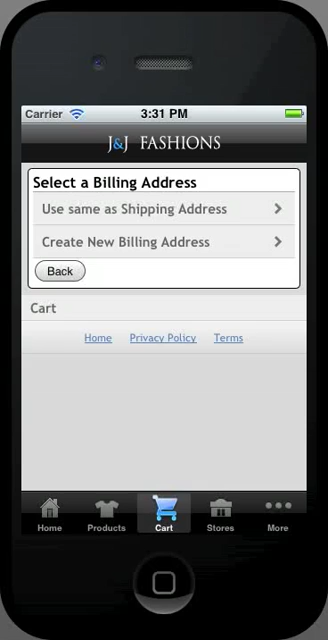 Carrier 3:31 PM
J&J FASHIONS
Select a Billing Address
Use same as Shipping Address
Create New Billing Address
Back
Cart
Home Privacy Policy Terms
Home Products Cart Stores More